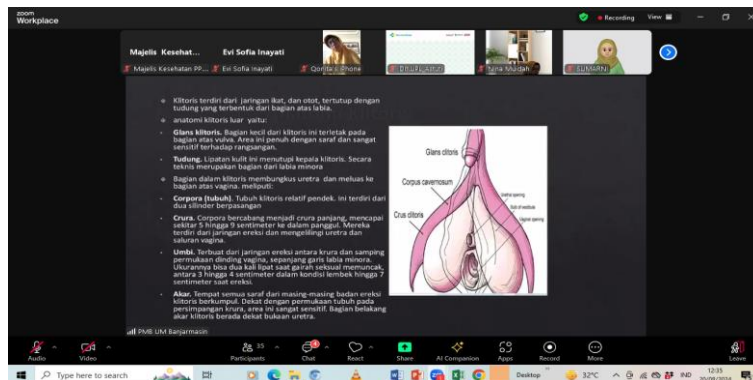 zoom
Workplace
Recording
View
Majelis Kesehat...
Evi Sofia Inayati
Majelis Kesehatan PP...
Evi Sofia Inayati
Qonita's iPhone
SUMARNI
Klitoris terdiri dari jaringan ikat, dan otot, tertutup dengan
tudung yang terbentuk dari bagian atas labia.
anatomi klitoris luar yaitu:
Glans klitoris. Bagian kecil dari klitoris ini terletak pada
bagian atas vulva. Area ini penuh dengan saraf dan sangat
sensitif terhadap rangsangan.
Tudung. Lipatan kulit ini menutupi kepala klitoris. Secara
teknis merupakan bagian dari labia minora
Bagian dalam klitoris membungkus uretra dan meluas ke
bagian atas vagina. meliputi:
Corpora (tubuh). Tubuh klitoris relatif pendek. ini terdiri dari
dua silinder berpasangan
Crura. Corpora bercabang menjadi crura panjang, mencapai
sekitar 5 hingga 9 sentimeter ke dalam panggul. Mereka
terdiri dari jaringan ereksi dan mengelilingi uretra dan
saluran vagina.
Umbi. Terbuat dari jaringan ereksi antara krura dan samping
permukaan dinding vagina, sepanjang garis labia minora.
Ukurannya bisa dua kali lipat saat gairah seksual memuncak,
antara 3 hingga 4 sentimeter dalam kondisi lembek hingga 7
sentimeter saat ereksi.
Akar. Tempat semua saraf dari masing-masing badan ereksi
klitoris berkumpul. Dekat dengan permukaan tubuh pada
persimpangan krura, area ini sangat sensitif. Bagian belakang
akar klitoris berada dekat bukaan uretra.
Glans clitoris
Corpus cavernosum
Crus clitoris
Urethral opening
Bulb of vestibule
Vaginal opening
PMB UM Banjarmasin
Audio
Video
35
Participants
Chat
React
Share
AI Companion
Apps
Record
More
Leave
Type here to search
Desktop
32°C
IND
12:35
20/09/2024